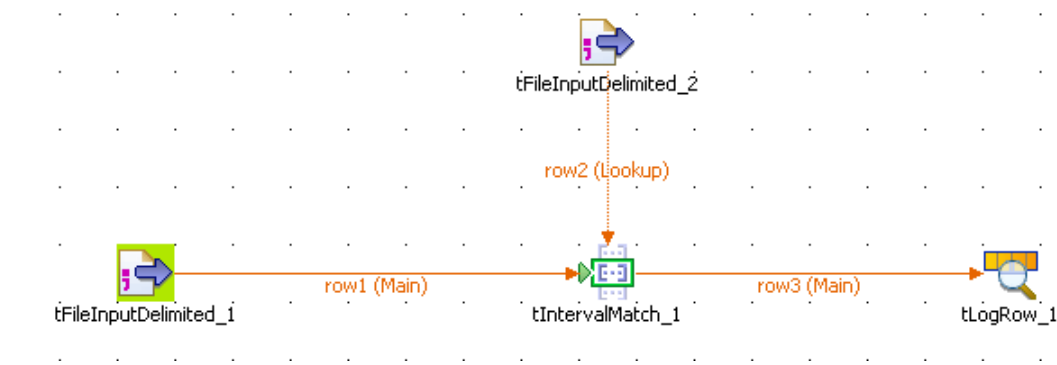 tFileInputDelimited_2
row2 (Lookup)
row1 (Main)
row3 (Main)
tFileInputDelimited_1
tIntervalMatch_1
tLogRow_1